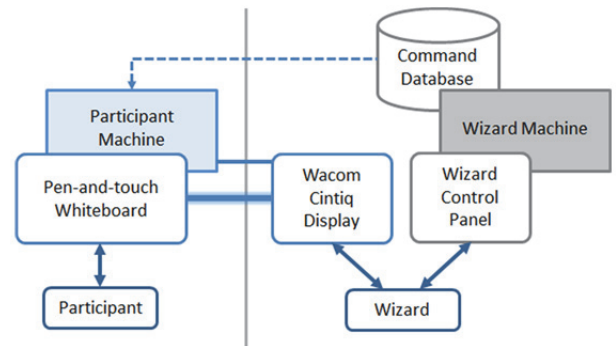 Command
Database
Participant
Machine
Wizard Machine
Pen-and-touch
Whiteboard
Wacom
Cintiq
Display
Wizard
Control
Panel
Participant
Wizard